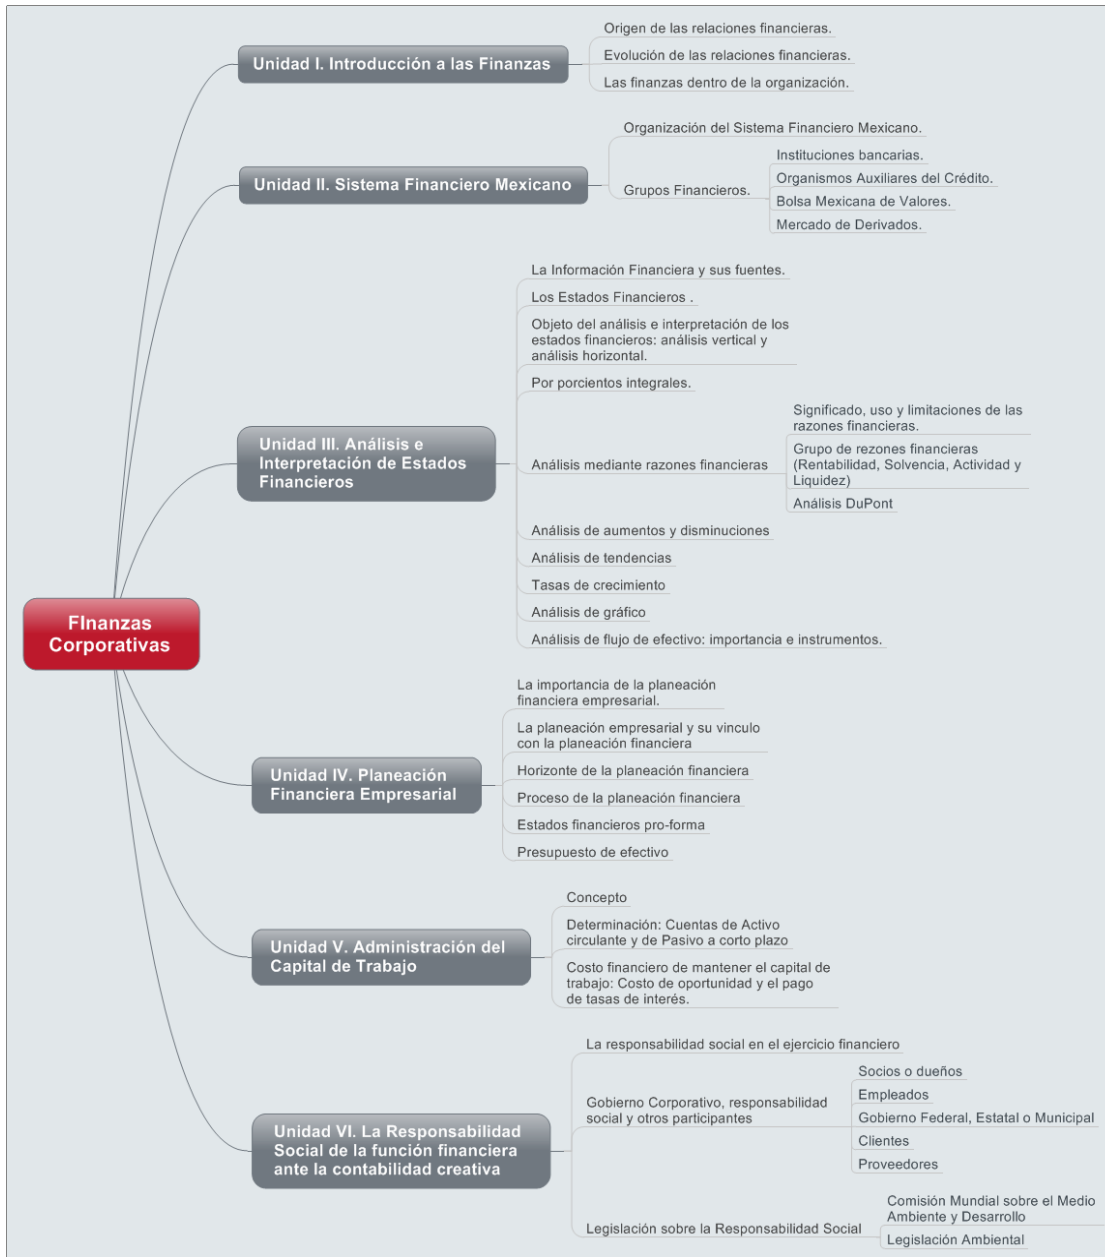 Unidad I. Introducción a las Finanzas
Origen de las relaciones financieras.
Evolución de las relaciones financieras.
Las finanzas dentro de la organización.
Unidad II. Sistema Financiero Mexicano
Organización del Sistema Financiero Mexicano.
Grupos Financieros.
Instituciones bancarias.
Organismos Auxiliares del Crédito.
Bolsa Mexicana de Valores.
Mercado de Derivados.
Unidad III. Análisis e
Interpretación de Estados
Financieros
La Información Financiera y sus fuentes.
Los Estados Financieros .
Objeto del análisis e interpretación de los
estados financieros: análisis vertical y
análisis horizontal.
Por porcientos integrales.
Análisis mediante razones financieras
Significado, uso y limitaciones de las
razones financieras.
Grupo de rezones financieras
(Rentabilidad, Solvencia, Actividad y
Liquidez)
Análisis DuPont
Análisis de aumentos y disminuciones
Análisis de tendencias
Tasas de crecimiento
Análisis de gráfico
Análisis de flujo de efectivo: importancia e instrumentos.
FInanzas
Corporativas
Unidad IV. Planeación
Financiera Empresarial
La importancia de la planeación
financiera empresarial.
La planeación empresarial y su vinculo
con la planeación financiera
Horizonte de la planeación financiera
Proceso de la planeación financiera
Estados financieros pro-forma
Presupuesto de efectivo
Unidad V. Administración del
Capital de Trabajo
Concepto
Determinación: Cuentas de Activo
circulante y de Pasivo a corto plazo
Costo financiero de mantener el capital de
trabajo: Costo de oportunidad y el pago
de tasas de interés.
Unidad VI. La Responsabilidad
Social de la función financiera
ante la contabilidad creativa
La responsabilidad social en el ejercicio financiero
Gobierno Corporativo, responsabilidad
social y otros participantes
Socios o dueños
Empleados
Gobierno Federal, Estatal o Municipal
Clientes
Proveedores
Legislación sobre la Responsabilidad Social
Comisión Mundial sobre el Medio
Ambiente y Desarrollo
Legislación Ambiental